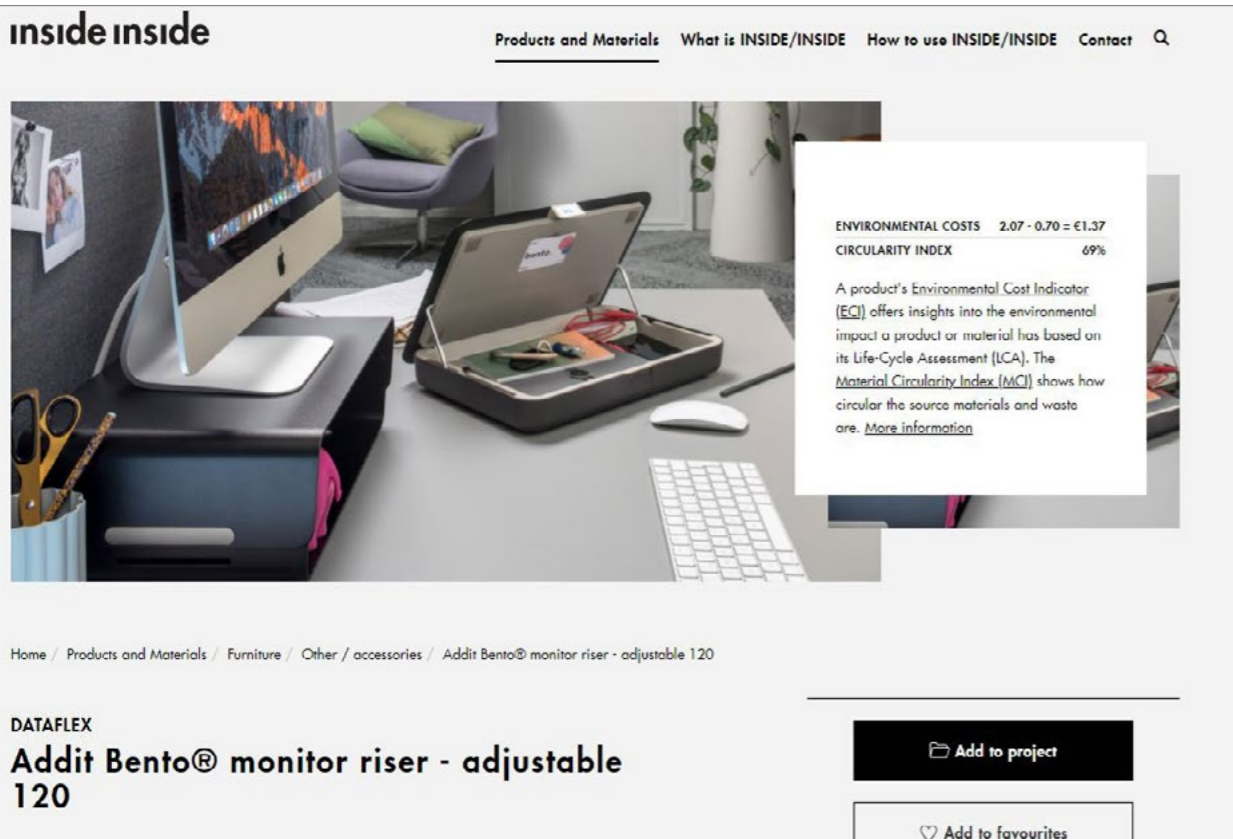 ınsıde ınsıde
Products and Materials What is INSIDE/INSIDE How to use INSIDE/INSIDE Contact
ENVIRONMENTAL COSTS 2.07 - 0.70 = €1.37
CIRCULARITY INDEX 69%
A product's Environmental Cost Indicator
(ECI) offers insights into the environmental
impact a product or material has based on
its Life-Cycle Assessment (LCA). The
Material Circularity Index (MCI) shows how
circular the source materials and waste
are. More information
bento.
Home / Products and Materials / Furniture / Other / accessories / Addit Bento® monitor riser - adjustable 120
DATAFLEX
Addit Bento® monitor riser - adjustable
120
Add to project
Add to favourites